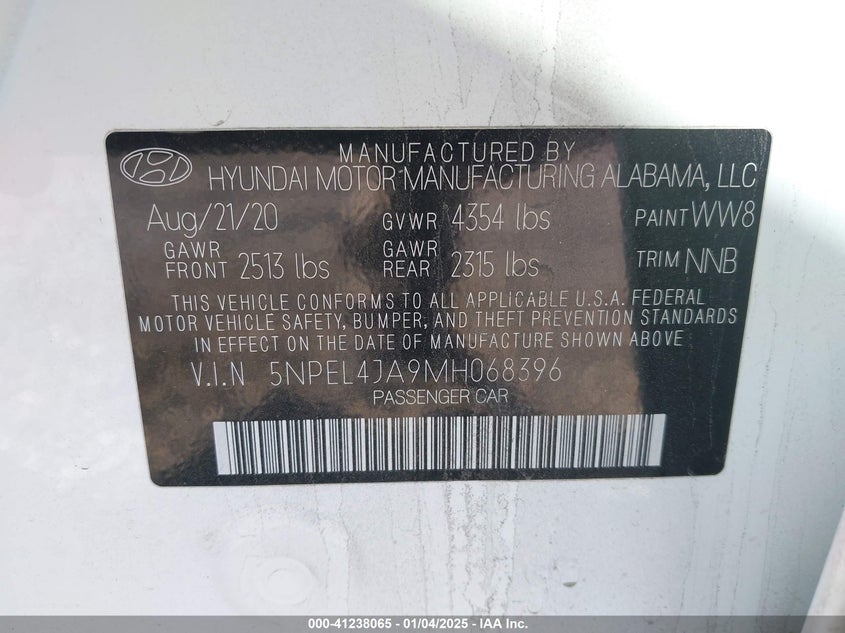 MANUFACTURED BY
HYUNDAI MOTOR MANUFACTURING ALABAMA, LLC
Aug/21/20 GVWR 4354 lbs PAINT WW8
GAWR FRONT 2513 lbs GAWR REAR 2315 lbs TRIM NNB
THIS VEHICLE CONFORMS TO ALL APPLICABLE U.S.A. FEDERAL
MOTOR VEHICLE SAFETY, BUMPER, AND THEFT PREVENTION STANDARDS
IN EFFECT ON THE DATE OF MANUFACTURE SHOWN ABOVE
V.I.N 5NPEL4JA9MH068396
PASSENGER CAR
000-41238065 - 01/04/2025 - IAA Inc.